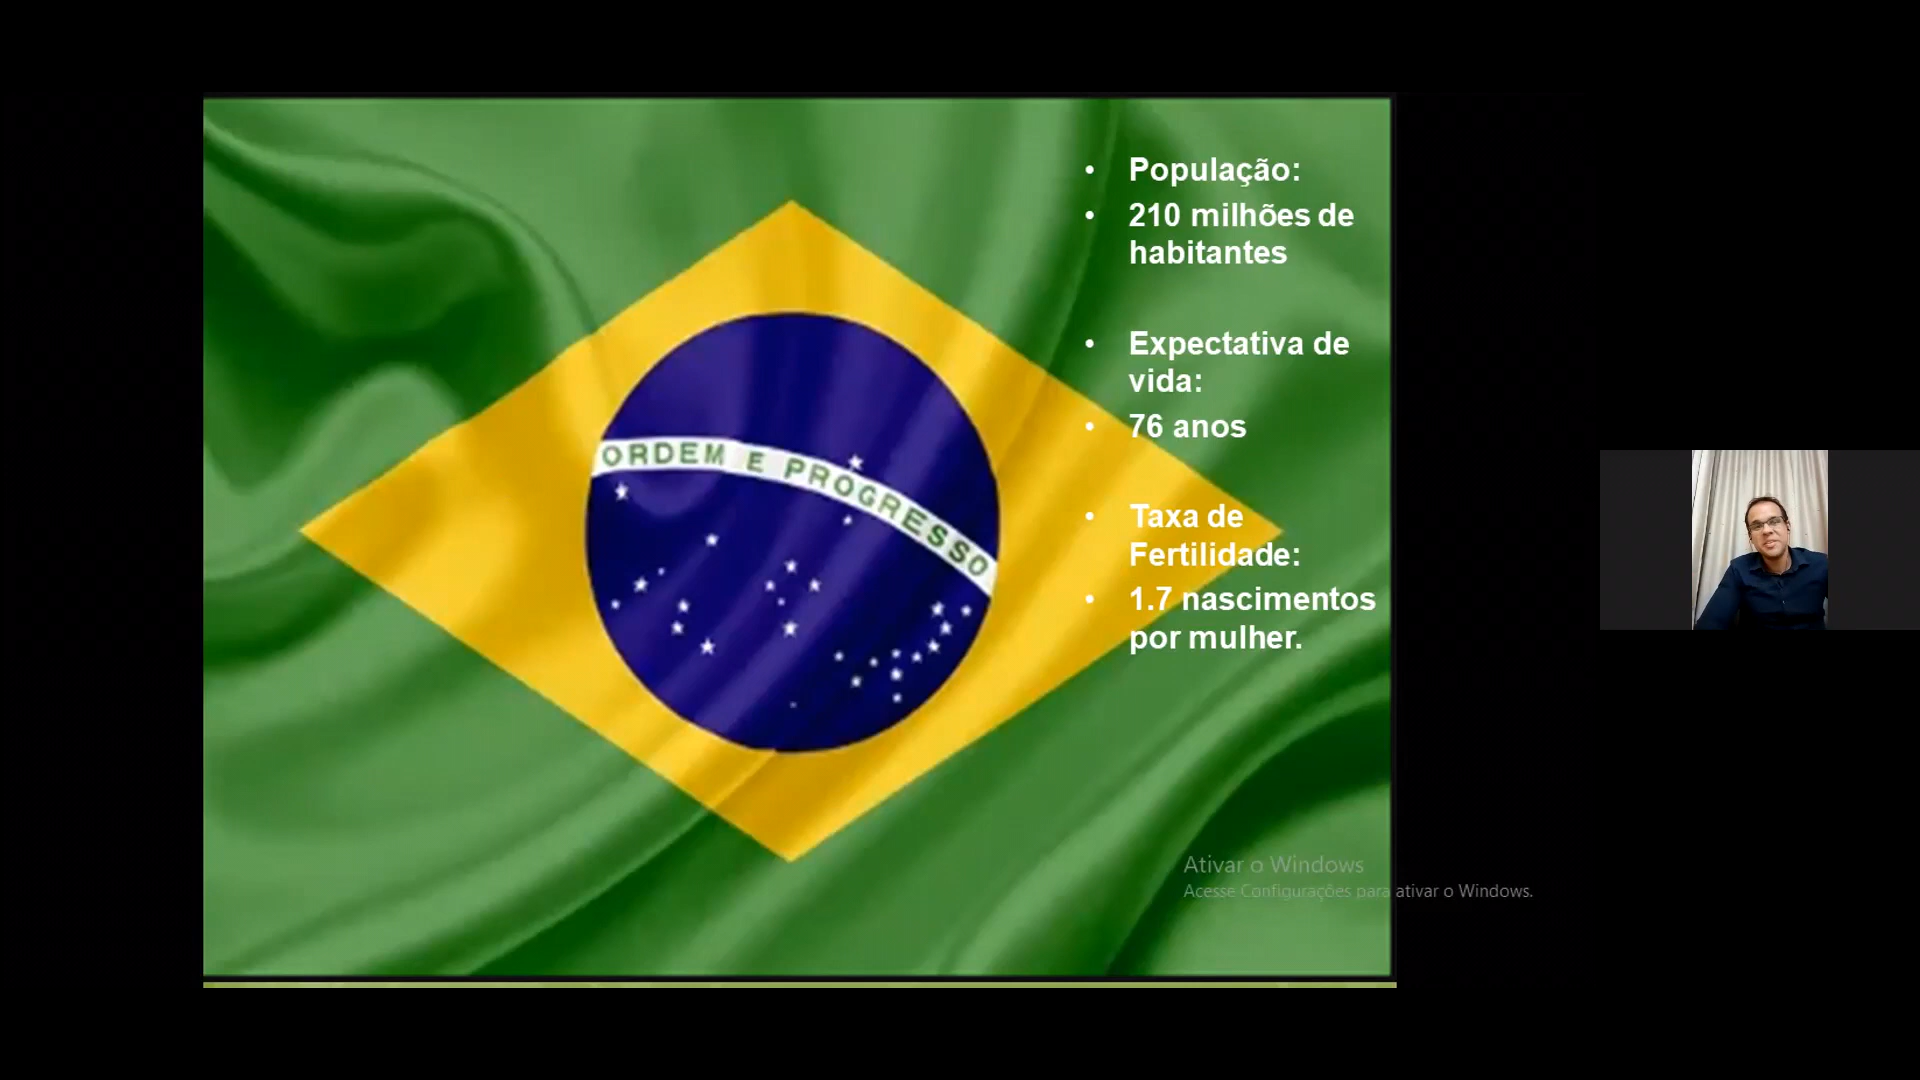 • População:
• 210 milhões de
habitantes
• Expectativa de
vida:
• 76 anos
• Taxa de
Fertilidade:
• 1.7 nascimentos
por mulher.
ORDEM E PROGRESSO
Ativar o Windows
Acesse Configurações para ativar o Windows.